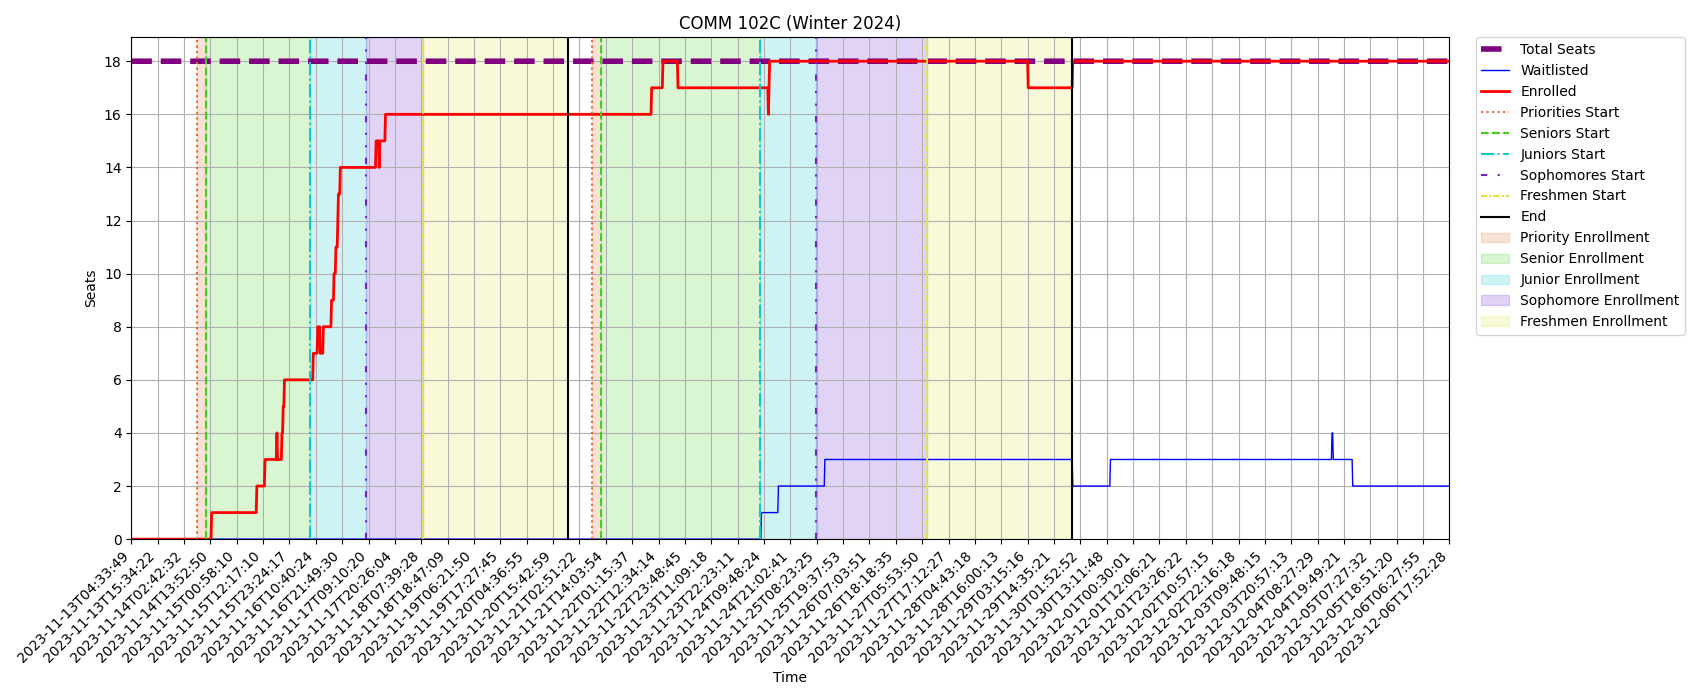 COMM 102C (Winter 2024)
Seats
18
16
14
12
10
8
6
4
2
0
2023-11-13T04:33:49
2023-11-13T15:34:22
2023-11-14T02:42:32
2023-11-14T13:52:50
2023-11-15T00:58:10
2023-11-15T12:17:10
2023-11-15T23:24:17
2023-11-16T10:40:24
2023-11-16T21:49:30
2023-11-17T09:10:20
2023-11-17T20:26:04
2023-11-18T07:39:28
2023-11-18T18:47:09
2023-11-19T06:21:50
2023-11-19T17:27:45
2023-11-20T04:36:55
2023-11-20T15:42:59
2023-11-21T02:51:22
2023-11-21T14:03:54
2023-11-22T01:15:37
2023-11-22T12:34:14
2023-11-22T23:48:45
2023-11-23T11:09:18
2023-11-23T22:23:11
2023-11-24T09:48:24
2023-11-24T21:02:41
2023-11-25T08:23:25
2023-11-25T19:37:53
2023-11-26T07:03:51
2023-11-26T18:18:35
2023-11-27T05:53:50
2023-11-27T17:12:27
2023-11-28T04:43:18
2023-11-28T16:00:13
2023-11-29T03:15:16
2023-11-29T14:35:21
2023-11-30T01:52:52
2023-11-30T13:11:48
2023-12-01T00:30:01
2023-12-01T12:06:21
2023-12-01T23:26:22
2023-12-02T10:57:15
2023-12-02T22:16:18
2023-12-03T09:48:15
2023-12-03T20:57:13
2023-12-04T08:27:29
2023-12-04T19:49:21
2023-12-05T07:27:32
2023-12-05T18:51:20
2023-12-06T06:27:55
2023-12-06T17:52:28
Time
Total Seats
Waitlisted
Enrolled
Priorities Start
Seniors Start
Juniors Start
Sophomores Start
Freshmen Start
End
Priority Enrollment
Senior Enrollment
Junior Enrollment
Sophomore Enrollment
Freshmen Enrollment